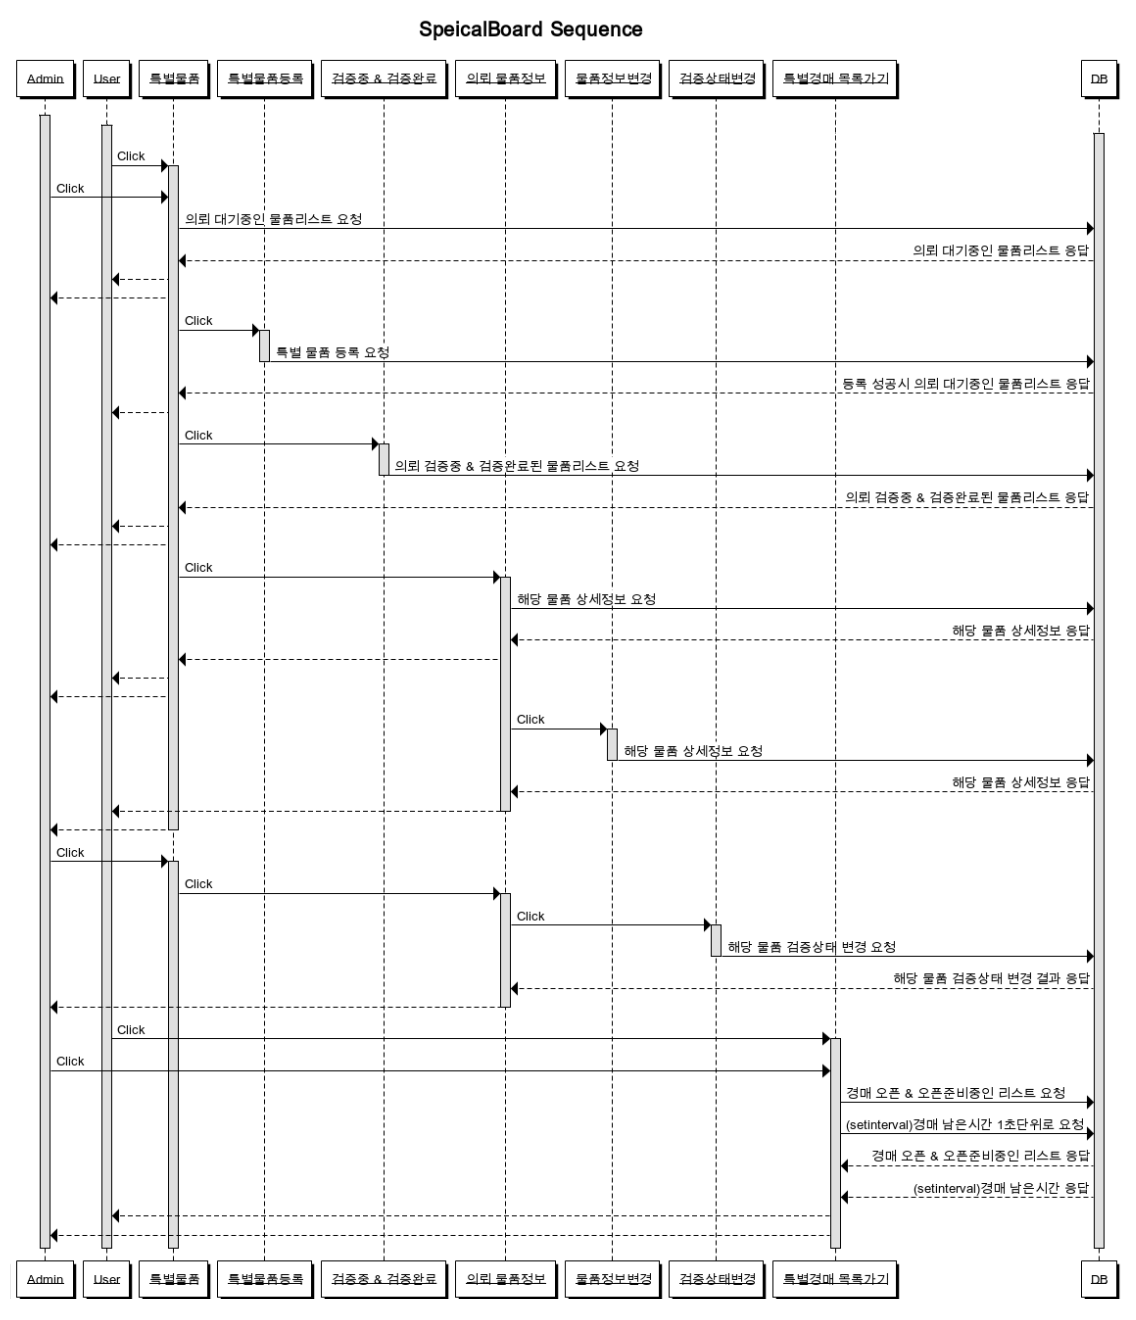 SpeicalBoard Sequence
Admin User 특별물품 특별물품등록 검증중 & 검증완료 의뢰 물품정보 물품정보변경 검증상태변경 특별경매 목록가기 DB
Click
Click
의뢰 대기중인 물품리스트 요청
의뢰 대기중인 물품리스트 응답
Click
특별 물품 등록 요청
등록 성공시 의뢰 대기중인 물품리스트 응답
Click
의뢰 검증중 & 검증완료된 물품리스트 요청
의뢰 검증중 & 검증완료된 물품리스트 응답
Click
해당 물품 상세정보 요청
해당 물품 상세정보 응답
Click
해당 물품 상세정보 요청
해당 물품 상세정보 응답
Click
Click
Click
해당 물품 검증상태 변경 요청
해당 물품 검증상태 변경 결과 응답
Click
Click
경매 오픈 & 오픈준비중인 리스트 요청
(setinterval)경매 남은시간 1초단위로 요청
경매 오픈 & 오픈준비중인 리스트 응답
(setinterval)경매 남은시간 응답
Admin User 특별물품 특별물품등록 검증중 & 검증완료 의뢰 물품정보 물품정보변경 검증상태변경 특별경매 목록가기 DB